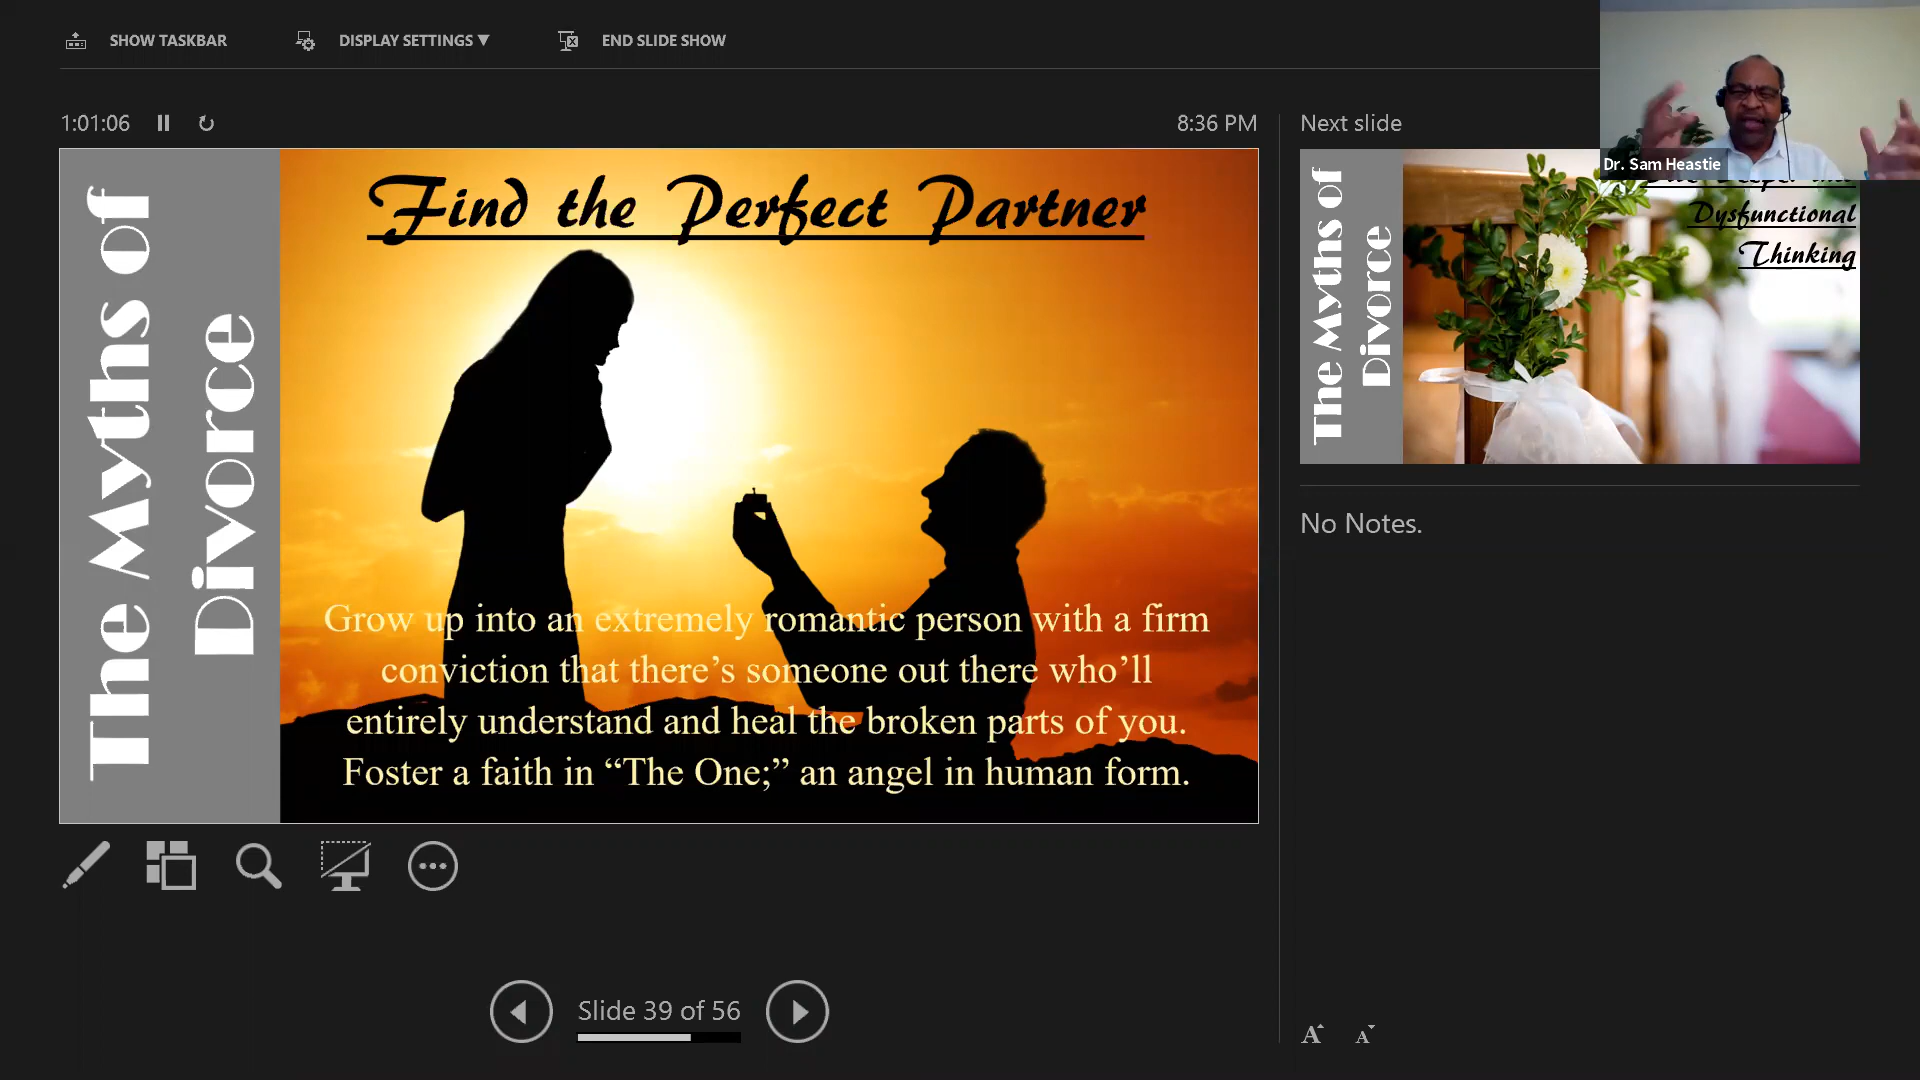 SHOW TASKBAR
DISPLAY SETTINGS ▼
END SLIDE SHOW
1:01:06
8:36 PM
Next slide
Dr. Sam Heastie
The Myths of
Divorce
Find the Perfect Partner
Grow up into an extremely romantic person with a firm
conviction that there’s someone out there who’ll
entirely understand and heal the broken parts of you.
Foster a faith in “The One;” an angel in human form.
The Myths of
Divorce
Dysfunctional
Thinking
No Notes.
Slide 39 of 56
A
A